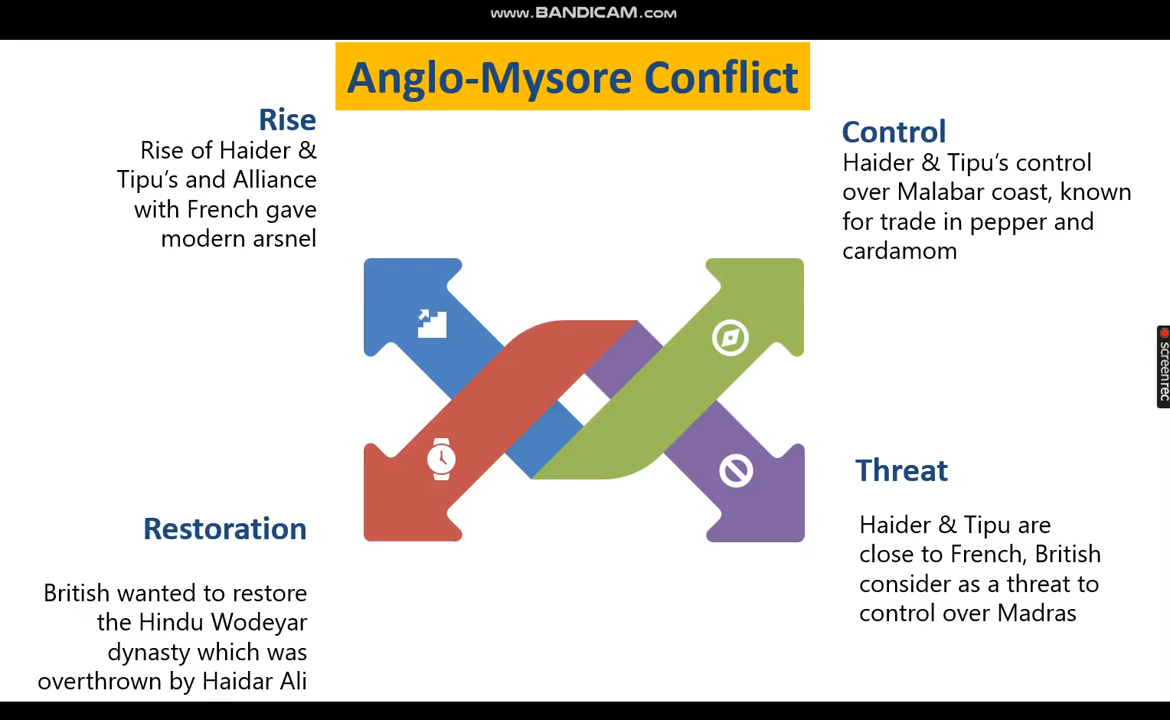 www.BANDICAM.com
Anglo-Mysore Conflict
Rise
Rise of Haider &
Tipu’s and Alliance
with French gave
modern arsnel
Control
Haider & Tipu’s control
over Malabar coast, known
for trade in pepper and
cardamom
Restoration
British wanted to restore
the Hindu Wodeyar
dynasty which was
overthrown by Haidar Ali
Threat
Haider & Tipu are
close to French, British
consider as a threat to
control over Madras
screenrec